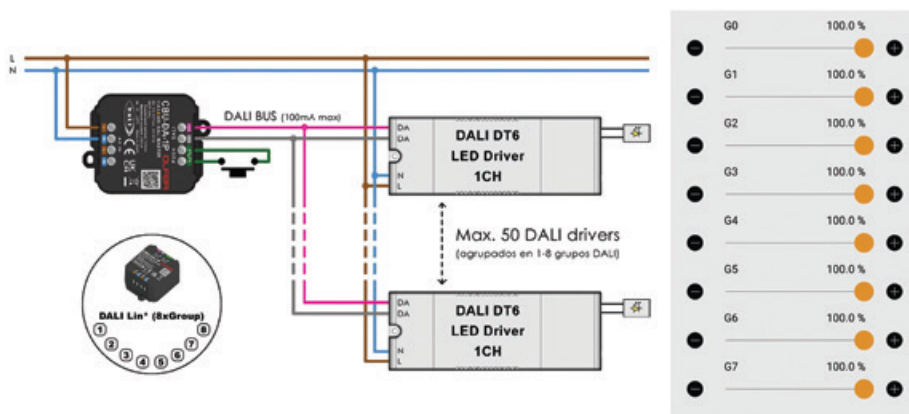 L
N
DALI BUS (100mA max)
CBU-DA-1P
DA
DA
DALI DT6
LED Driver
1CH
N
L
Max. 50 DALI drivers
(agrupados en 1-8 grupos DALI)
DA
DA
DALI DT6
LED Driver
1CH
N
L
DALI Lin* (8xGroup)
1
2
3
4
5
6
7
8
G0 100.0 %
G1 100.0 %
G2 100.0 %
G3 100.0 %
G4 100.0 %
G5 100.0 %
G6 100.0 %
G7 100.0 %